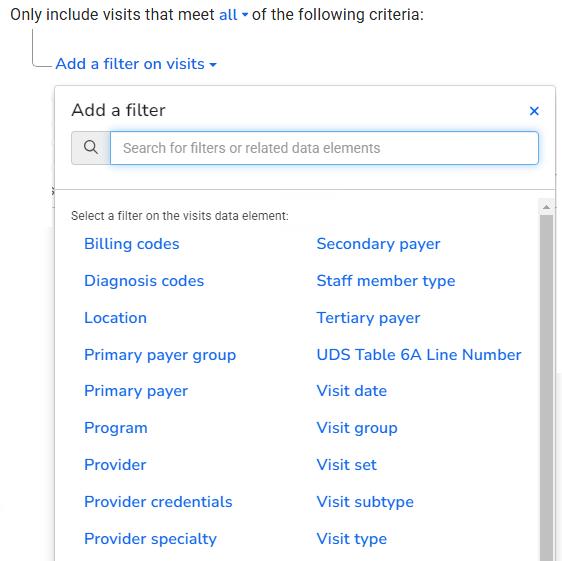 Only include visits that meet all of the following criteria:
Add a filter on visits
Add a filter
×
Search for filters or related data elements
Select a filter on the visits data element:
Billing codes
Diagnosis codes
Location
Primary payer group
Primary payer
Program
Provider
Provider credentials
Provider specialty
Secondary payer
Staff member type
Tertiary payer
UDS Table 6A Line Number
Visit date
Visit group
Visit set
Visit subtype
Visit type